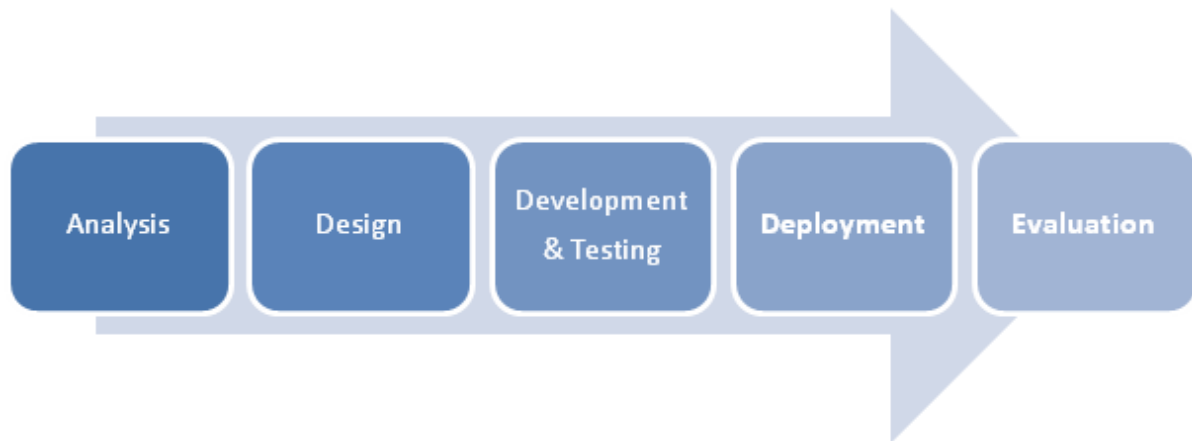 Analysis
Design
Development
& Testing
Deployment
Evaluation